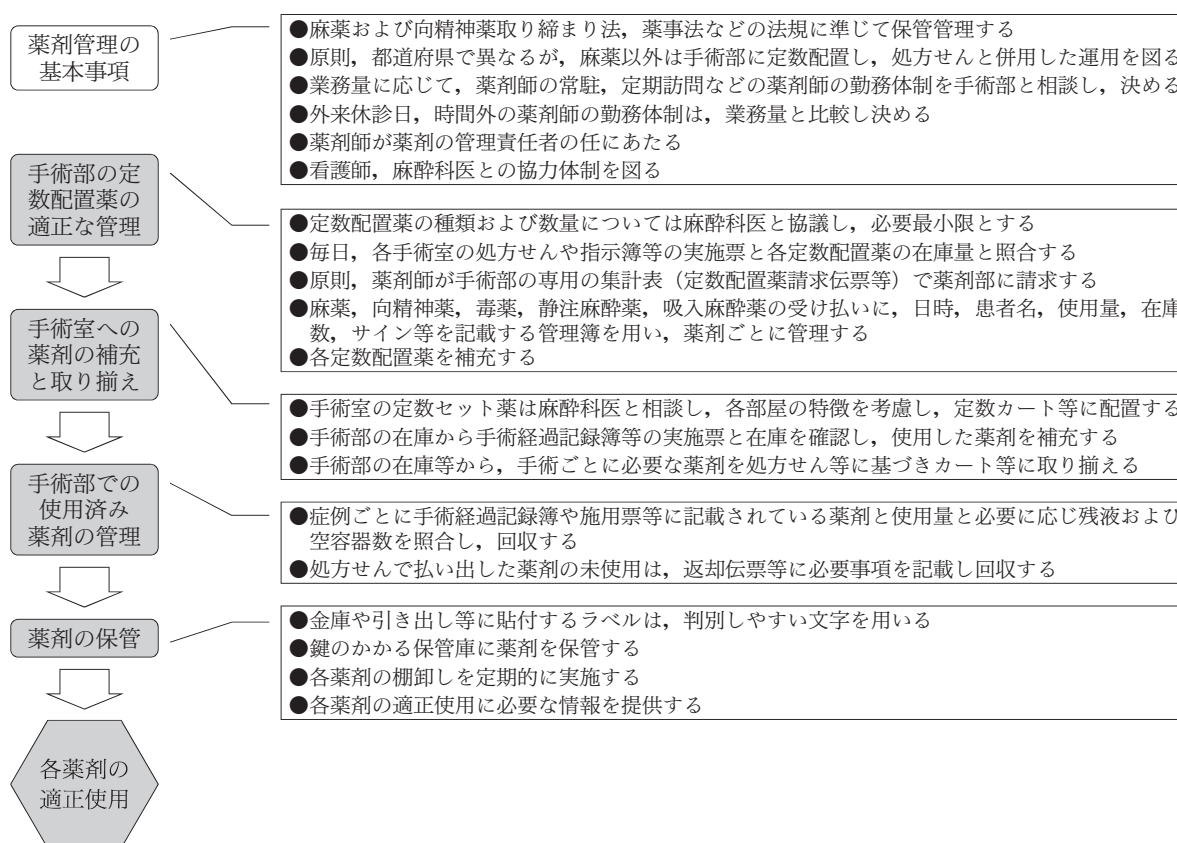 薬剤管理の
基本事項
●麻薬および向精神薬取り締まり法，薬事法などの法規に準じて保管管理する
●原則，都道府県で異なるが，麻薬以外は手術部に定数配置し，処方せんと併用した運用を図る
●業務量に応じて，薬剤師の常駐，定期訪問などの薬剤師の勤務体制を手術部と相談し，決める
●外来休診日，時間外の薬剤師の勤務体制は，業務量と比較し決める
●薬剤師が薬剤の管理責任者の任にあたる
●看護師，麻酔科医との協力体制を図る
手術部の定
数配置薬の
適正な管理
●定数配置薬の種類および数量については麻酔科医と協議し，必要最小限とする
●毎日，各手術室の処方せんや指示簿等の実施票と各定数配置薬の在庫量と照合する
●原則，薬剤師が手術部の専用の集計表（定数配置薬請求伝票等）で薬剤部に請求する
●麻薬，向精神薬，毒薬，静注麻酔薬，吸入麻酔薬の受け払いに，日時，患者名，使用量，在庫
数，サイン等を記載する管理簿を用い，薬剤ごとに管理する
●各定数配置薬を補充する
手術室への
薬剤の補充
と取り揃え
●手術室の定数セット薬は麻酔科医と相談し，各部屋の特徴を考慮し，定数カート等に配置する
●手術部の在庫から手術経過記録簿等の実施票と在庫を確認し，使用した薬剤を補充する
●手術部の在庫等から，手術ごとに必要な薬剤を処方せん等に基づきカート等に取り揃える
手術部での
使用済み
薬剤の管理
●症例ごとに手術経過記録簿や施用票等に記載されている薬剤と使用量と必要に応じ残液および
空容器数を照合し，回収する
●処方せんで払い出した薬剤の未使用は，返却伝票等に必要事項を記載し回収する
薬剤の保管
●金庫や引き出し等に貼付するラベルは，判別しやすい文字を用いる
●鍵のかかる保管庫に薬剤を保管する
●各薬剤の棚卸しを定期的に実施する
●各薬剤の適正使用に必要な情報を提供する
各薬剤の
適正使用